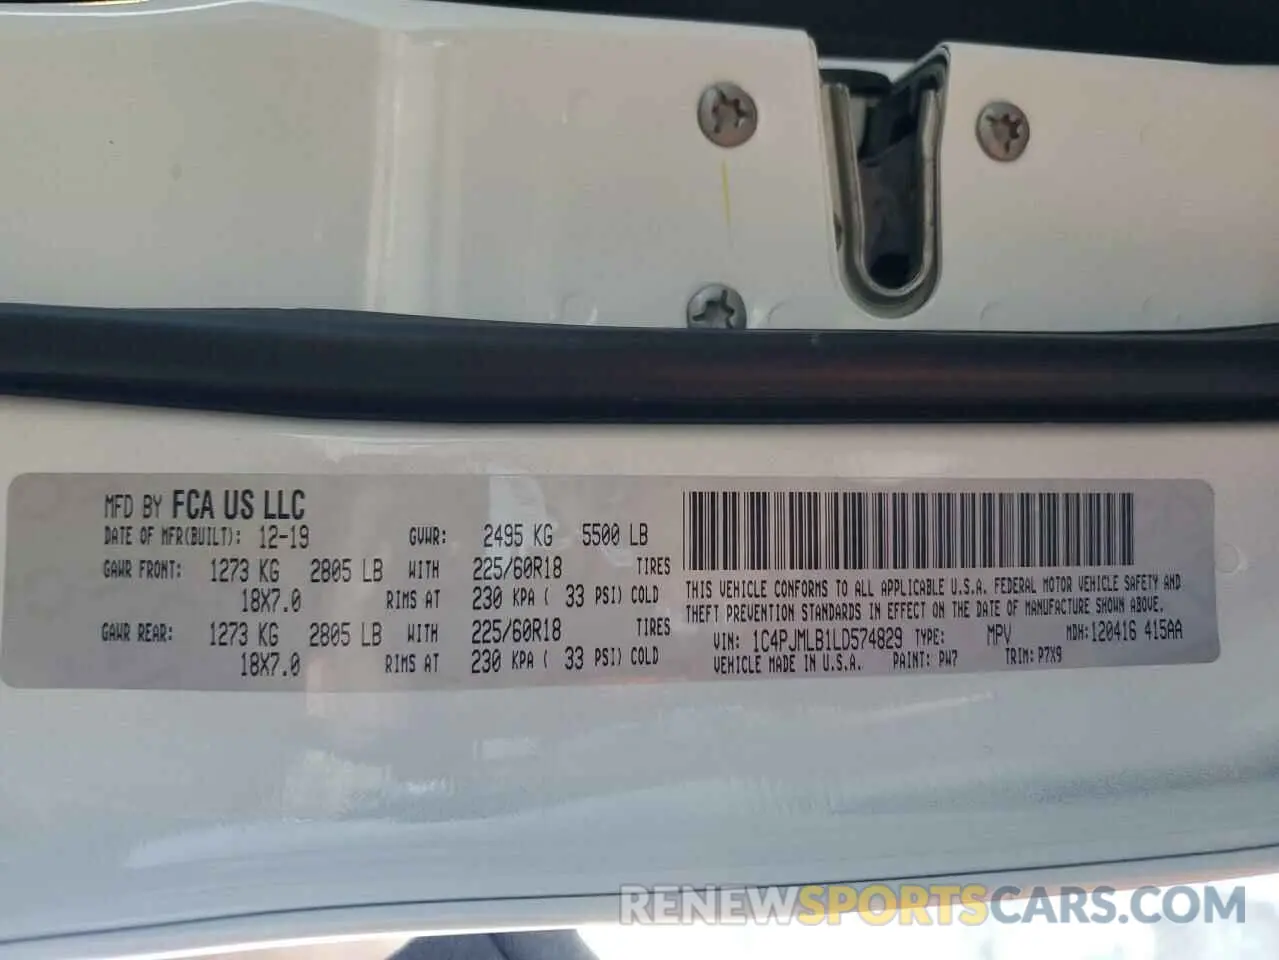 MFD BY FCA US LLC
DATE OF MFR(BUILT): 12-19 GVWR: 2495 KG 5500 LB
GAWR FRONT: 1273 KG 2805 LB WITH 225/60R18 TIRES
18X7.0 RIMS AT 230 KPA ( 33 PSI) COLD
GAWR REAR: 1273 KG 2805 LB WITH 225/60R18 TIRES
18X7.0 RIMS AT 230 KPA ( 33 PSI) COLD
THIS VEHICLE CONFORMS TO ALL APPLICABLE U.S.A. FEDERAL MOTOR VEHICLE SAFETY AND
THEFT PREVENTION STANDARDS IN EFFECT ON THE DATE OF MANUFACTURE SHOWN ABOVE.
VIN: 1C4PJMLB1LD574829 TYPE: MPV MDH:120416 415AA
VEHICLE MADE IN U.S.A. PAINT: PW7 TRIM: P7X9
RENEWSPORTSCARS.COM